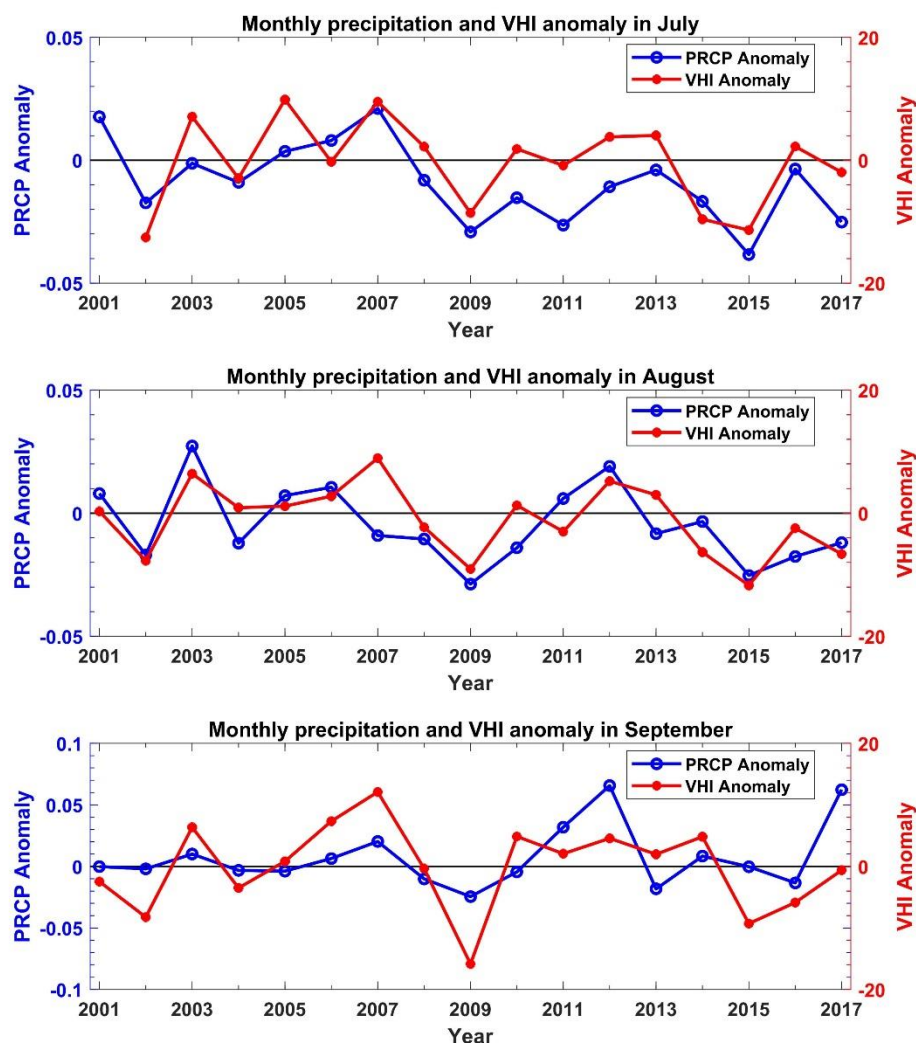 Monthly precipitation and VHI anomaly in July
0.05
0
-0.05
PRCP Anomaly
PRCP Anomaly
VHI Anomaly
20
0
-20
VHI Anomaly
2001 2003 2005 2007 2009 2011 2013 2015 2017
Year
Monthly precipitation and VHI anomaly in August
0.05
0
-0.05
PRCP Anomaly
PRCP Anomaly
VHI Anomaly
20
0
-20
VHI Anomaly
2001 2003 2005 2007 2009 2011 2013 2015 2017
Year
Monthly precipitation and VHI anomaly in September
0.1
0.05
0
-0.05
-0.1
PRCP Anomaly
PRCP Anomaly
VHI Anomaly
20
0
-20
VHI Anomaly
2001 2003 2005 2007 2009 2011 2013 2015 2017
Year